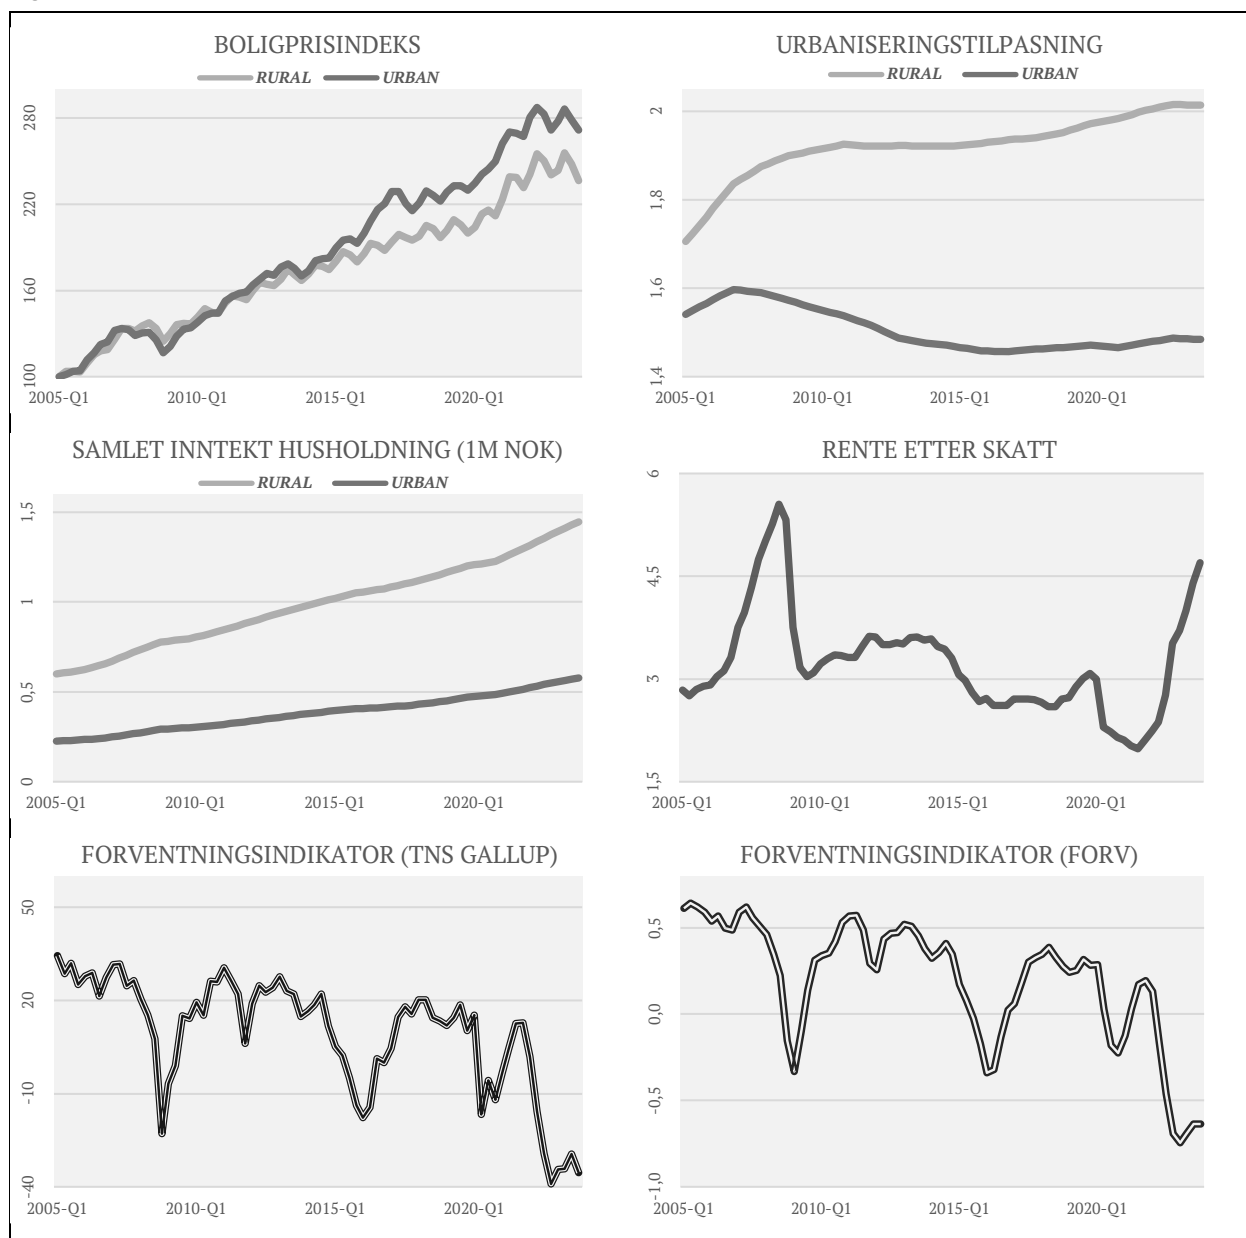 BOLIGPRISINDEKS
RURAL URBAN
280
220
160
100
2005-Q1 2010-Q1 2015-Q1 2020-Q1
URBANISERINGSTILPASNING
RURAL URBAN
2
1,8
1,6
1,4
2005-Q1 2010-Q1 2015-Q1 2020-Q1
SAMLET INNTEKT HUSHOLDNING (1M NOK)
RURAL URBAN
1,5
1
0,5
0
2005-Q1 2010-Q1 2015-Q1 2020-Q1
RENTE ETTER SKATT
6
4,5
3
1,5
2005-Q1 2010-Q1 2015-Q1 2020-Q1
FORVENTNINGSINDIKATOR (TNS GALLUP)
50
20
-10
-40
2005-Q1 2010-Q1 2015-Q1 2020-Q1
FORVENTNINGSINDIKATOR (FORV)
0,5
0,0
-0,5
-1,0
2005-Q1 2010-Q1 2015-Q1 2020-Q1